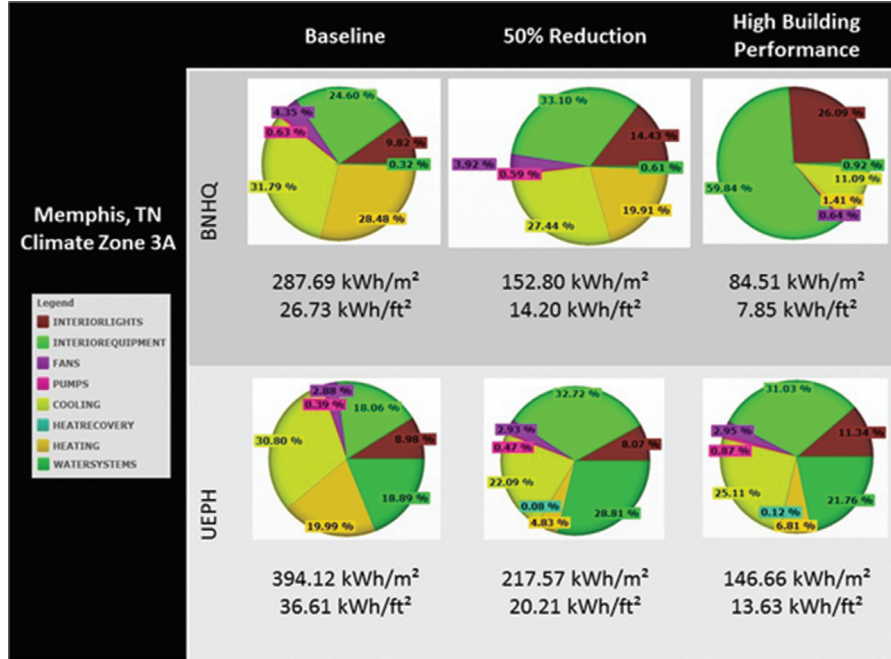 Baseline
50% Reduction
High Building
Performance
Memphis, TN
Climate Zone 3A
Legend
INTERIORLIGHTS
INTERIOREQUIPMENT
FANS
PUMPS
COOLING
HEATRECOVERY
HEATING
WATERSYSTEMS
BNHQ
24.60 %
4.35 %
0.63 %
9.82 %
0.32 %
31.79 %
28.48 %
287.69 kWh/m²
26.73 kWh/ft²
33.10 %
14.43 %
3.92 %
0.59 %
0.61 %
19.91 %
27.44 %
152.80 kWh/m²
14.20 kWh/ft²
26.09 %
0.92 %
59.84 %
11.09 %
1.41 %
0.64 %
84.51 kWh/m²
7.85 kWh/ft²
UEPH
2.88 %
18.06 %
0.39 %
8.98 %
30.80 %
18.89 %
19.99 %
394.12 kWh/m²
36.61 kWh/ft²
32.72 %
2.93 %
8.07 %
0.47 %
22.09 %
0.08 %
28.81 %
4.83 %
217.57 kWh/m²
20.21 kWh/ft²
31.03 %
2.95 %
11.34 %
0.87 %
25.11 %
21.76 %
0.12 %
6.81 %
146.66 kWh/m²
13.63 kWh/ft²